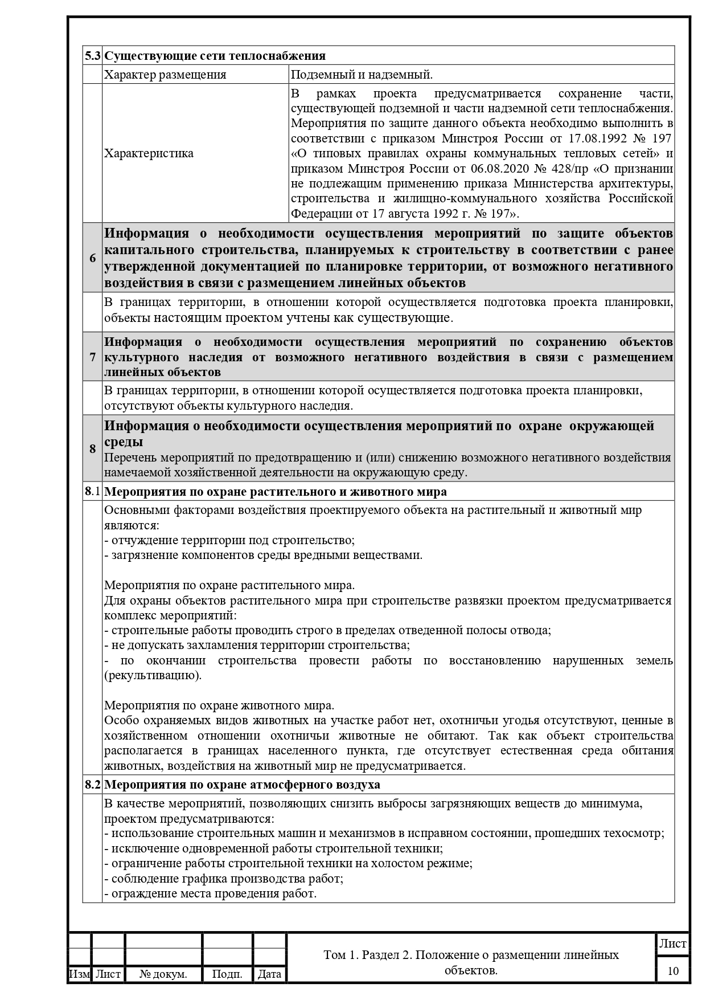 5.3 Существующие сети теплоснабжения
Характер размещения Подземный и надземный.
Характеристика
В рамках проекта предусматривается сохранение части,
существующей подземной и части надземной сети теплоснабжения.
Мероприятия по защите данного объекта необходимо выполнить в
соответствии с приказом Минстроя России от 17.08.1992 № 197
«О типовых правилах охраны коммунальных тепловых сетей» и
приказом Минстроя России от 06.08.2020 № 428/пр «О признании
не подлежащим применению приказа Министерства архитектуры,
строительства и жилищно-коммунального хозяйства Российской
Федерации от 17 августа 1992 г. № 197».
6
Информация о необходимости осуществления мероприятий по защите объектов
капитального строительства, планируемых к строительству в соответствии с ранее
утвержденной документацией по планировке территории, от возможного негативного
воздействия в связи с размещением линейных объектов
В границах территории, в отношении которой осуществляется подготовка проекта планировки,
объекты настоящим проектом учтены как существующие.
7
Информация о необходимости осуществления мероприятий по сохранению объектов
культурного наследия от возможного негативного воздействия в связи с размещением
линейных объектов
В границах территории, в отношении которой осуществляется подготовка проекта планировки,
отсутствуют объекты культурного наследия.
8
Информация о необходимости осуществления мероприятий по охране окружающей
среды
Перечень мероприятий по предотвращению и (или) снижению возможного негативного воздействия
намечаемой хозяйственной деятельности на окружающую среду.
8.1 Мероприятия по охране растительного и животного мира
Основными факторами воздействия проектируемого объекта на растительный и животный мир
являются:
- отчуждение территории под строительство;
- загрязнение компонентов среды вредными веществами.
Мероприятия по охране растительного мира.
Для охраны объектов растительного мира при строительстве развязки проектом предусматривается
комплекс мероприятий:
- строительные работы проводить строго в пределах отведенной полосы отвода;
- не допускать захламления территории строительства;
- по окончании строительства провести работы по восстановлению нарушенных земель
(рекультивацию).
Мероприятия по охране животного мира.
Особо охраняемых видов животных на участке работ нет, охотничьи угодья отсутствуют, ценные в
хозяйственном отношении охотничьи животные не обитают. Так как объект строительства
располагается в границах населенного пункта, где отсутствует естественная среда обитания
животных, воздействия на животный мир не предусматривается.
8.2 Мероприятия по охране атмосферного воздуха
В качестве мероприятий, позволяющих снизить выбросы загрязняющих веществ до минимума,
проектом предусматриваются:
- использование строительных машин и механизмов в исправном состоянии, прошедших техосмотр;
- исключение одновременной работы строительной техники;
- ограничение работы строительной техники на холостом режиме;
- соблюдение графика производства работ;
- ограждение места проведения работ.
Изм Лист № докум. Подп. Дата
Том 1. Раздел 2. Положение о размещении линейных
объектов.
Лист
10